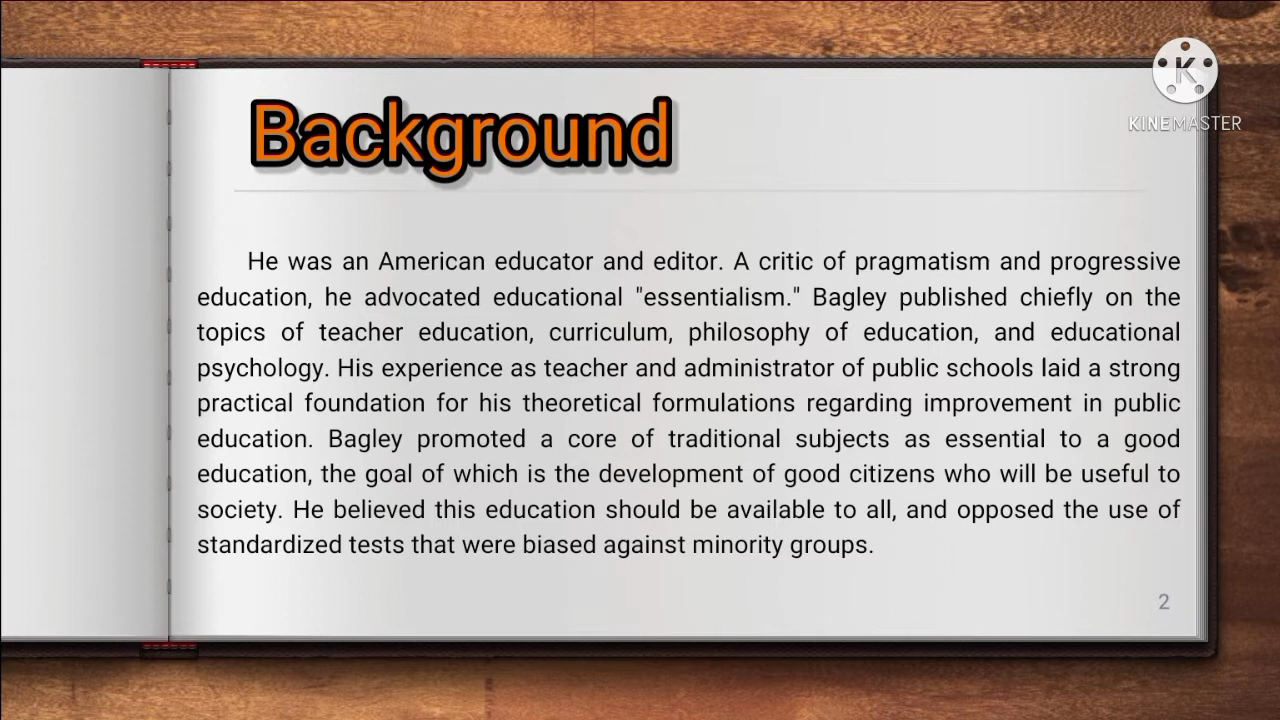 Background
KINEMASTER
He was an American educator and editor. A critic of pragmatism and progressive
education, he advocated educational "essentialism." Bagley published chiefly on the
topics of teacher education, curriculum, philosophy of education, and educational
psychology. His experience as teacher and administrator of public schools laid a strong
practical foundation for his theoretical formulations regarding improvement in public
education. Bagley promoted a core of traditional subjects as essential to a good
education, the goal of which is the development of good citizens who will be useful to
society. He believed this education should be available to all, and opposed the use of
standardized tests that were biased against minority groups.
2